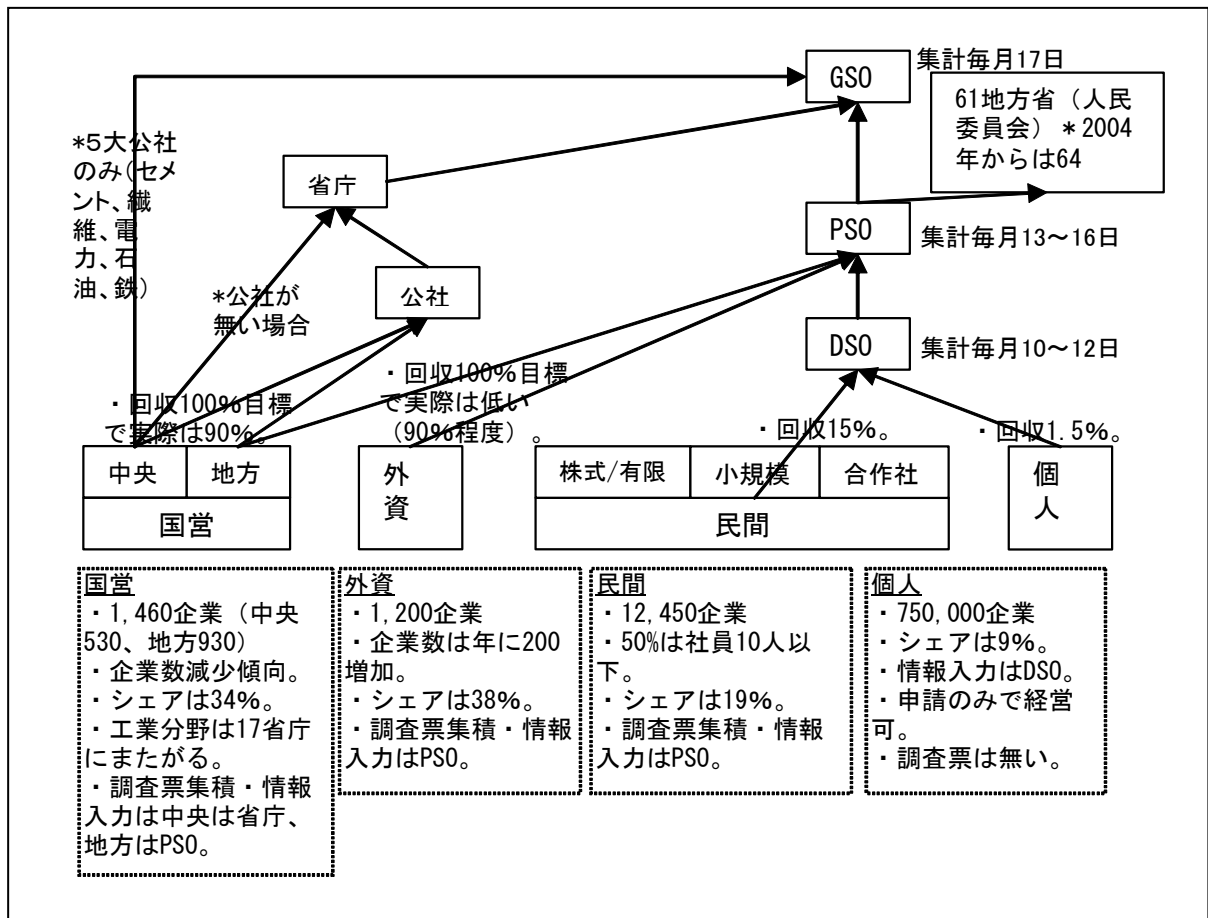 GSO
集計毎月17日
61地方省（人民
委員会）＊2004
年からは64
*5大公社
のみ(セメ
ント、繊
維、電
力、石
油、鉄）
省庁
PSO
集計毎月13～16日
*公社が
無い場合
公社
DSO
集計毎月10～12日
・回収100%目標
で実際は90%。
・回収100%目標
で実際は低い
（90%程度）。
・回収15%。
・回収1.5%。
中央
地方
国営
外
資
株式/有限
小規模
合作社
民間
個
人
国営
・1,460企業（中央
530、地方930）
・企業数減少傾向。
・シェアは34%。
・工業分野は17省庁
にまたがる。
・調査票集積・情報
入力は中央は省庁、
地方はPSO。
外資
・1,200企業
・企業数は年に200
増加。
・シェアは38%。
・調査票集積・情報
入力はPSO。
民間
・12,450企業
・50%は社員10人以
下。
・シェアは19%。
・調査票集積・情報
入力はPSO。
個人
・750,000企業
・シェアは9%。
・情報入力はDSO。
・申請のみで経営
可。
・調査票は無い。